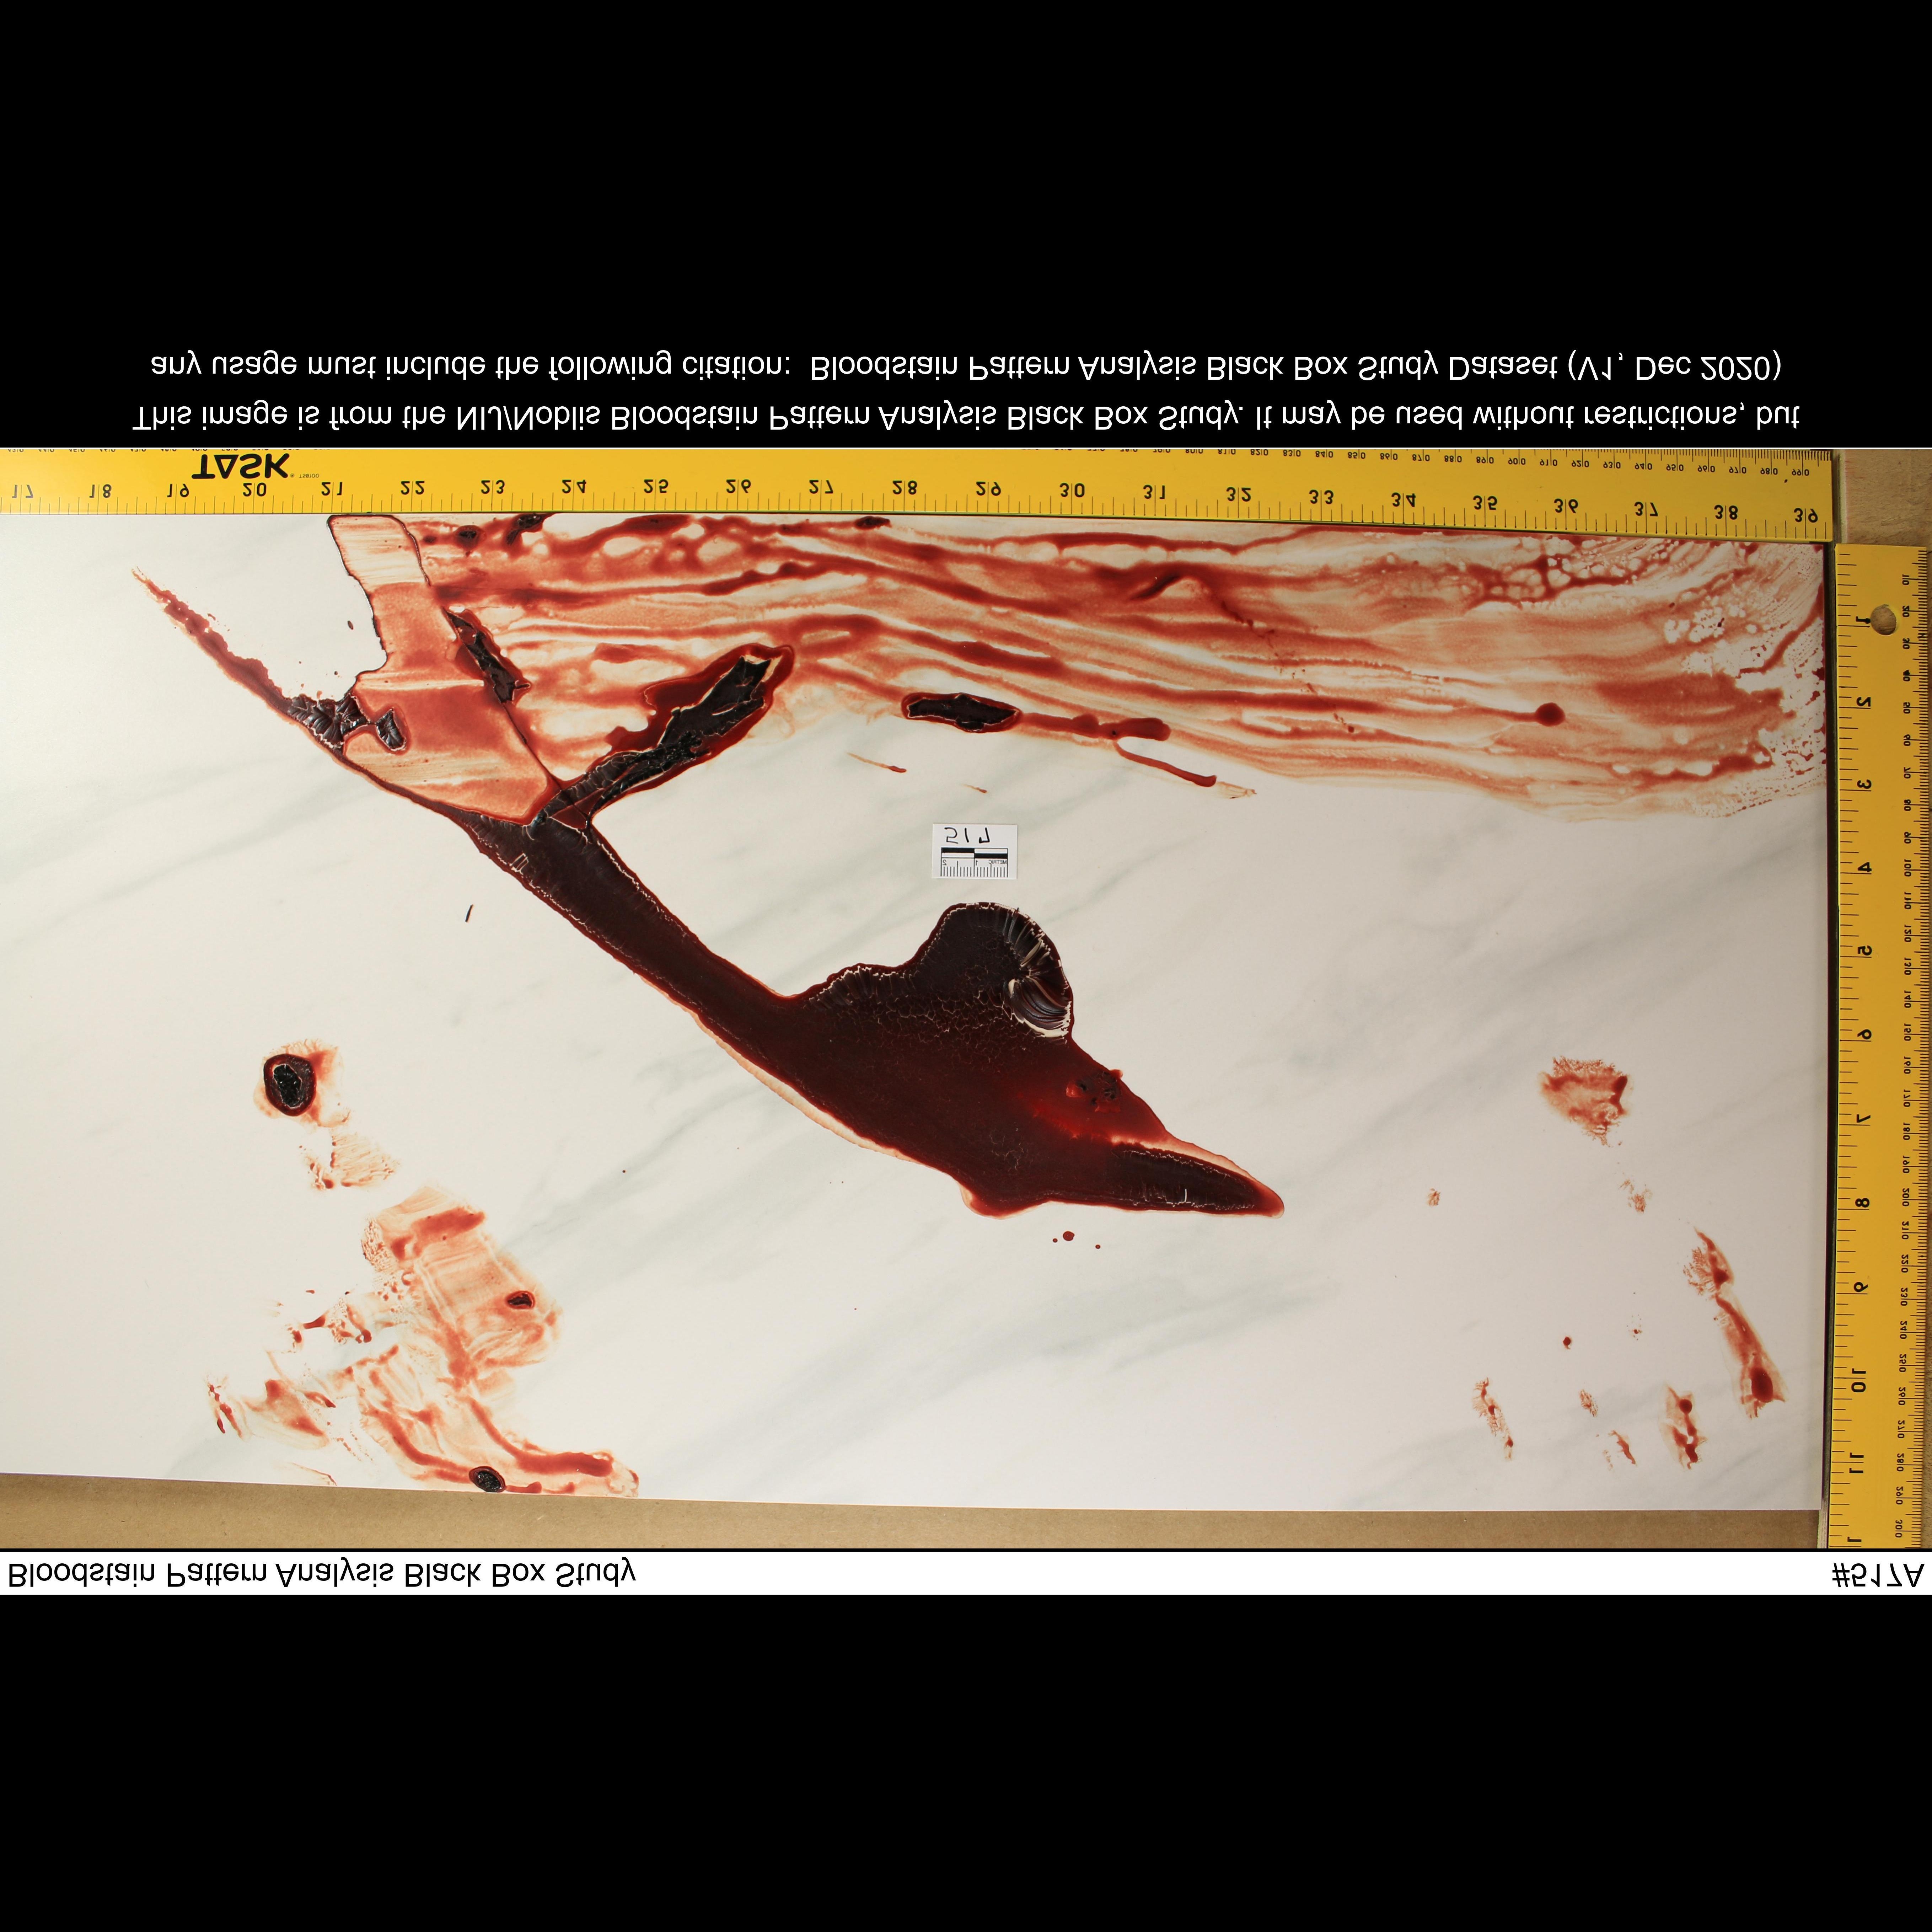 Bloodstain Pattern Analysis Black Box Study
#517A
11
10
9
8
7
6
5
4
3
2
1
517
17 18 19 20 21 22 23 24 25 26 27 28 29 30 31 32 33 34 35 36 37 38 39
TASK
This image is from the NIJ/Noblis Bloodstain Pattern Analysis Black Box Study. It may be used without restrictions, but
any usage must include the following citation: Bloodstain Pattern Analysis Black Box Study Dataset (V1, Dec 2020)